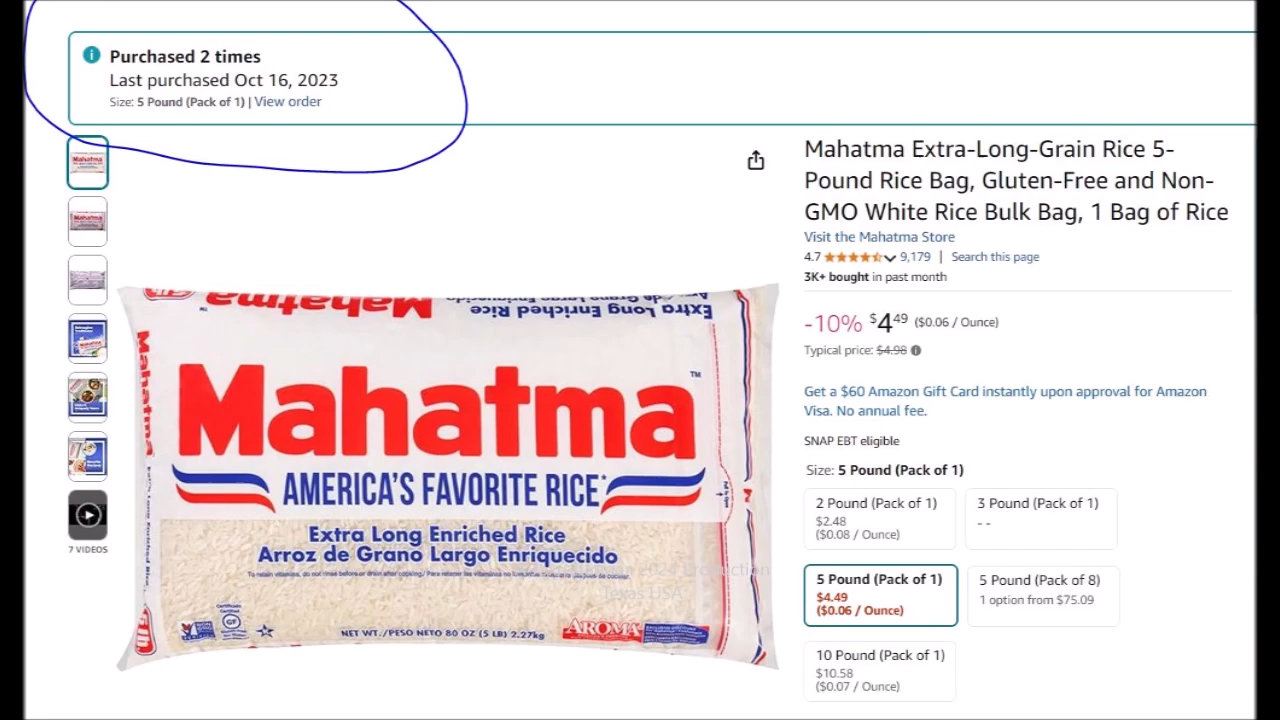 Purchased 2 times
Last purchased Oct 16, 2023
Size: 5 Pound (Pack of 1) | View order
Mahatma Extra-Long-Grain Rice 5-
Pound Rice Bag, Gluten-Free and Non-
GMO White Rice Bulk Bag, 1 Bag of Rice
Visit the Mahatma Store
4.7 9,179 | Search this page
3K+ bought in past month
-10% $4.49 ($0.06 / Ounce)
Typical price: $4.98
Get a $60 Amazon Gift Card instantly upon approval for Amazon
Visa. No annual fee.
SNAP EBT eligible
Size: 5 Pound (Pack of 1)
2 Pound (Pack of 1)
$2.48
($0.08 / Ounce)
3 Pound (Pack of 1)
- -
5 Pound (Pack of 1)
$4.49
($0.06 / Ounce)
5 Pound (Pack of 8)
1 option from $75.09
10 Pound (Pack of 1)
$10.58
($0.07 / Ounce)
7 VIDEOS
Mahatma
Extra Long Enriched Rice
Mahatma
Mahatma™
AMERICA'S FAVORITE RICE*
Extra Long Enriched Rice
Arroz de Grano Largo Enriquecido
NET WT./PESO NETO 80 OZ (5 LB) 2.27kg
GF
AROMA
Texas USA